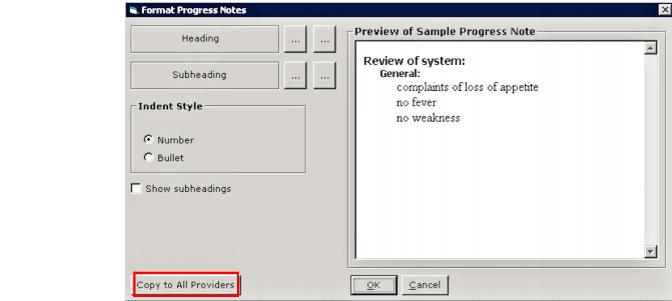 Format Progress Notes
Heading
...
...
Subheading
...
...
Indent Style
Number
Bullet
Show subheadings
Copy to All Providers
Preview of Sample Progress Note
Review of system:
General:
complaints of loss of appetite
no fever
no weakness
OK
Cancel